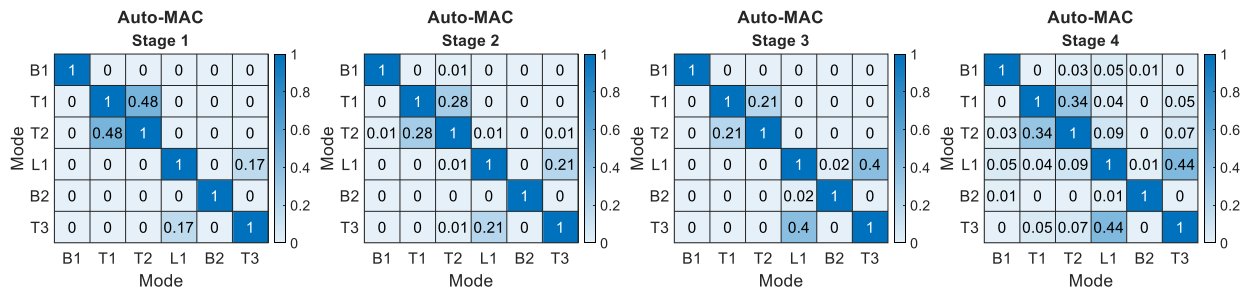 Auto-MAC
Stage 1
Mode
B1 1 0 0 0 0 0
T1 0 1 0.48 0 0 0
T2 0 0.48 1 0 0 0
L1 0 0 0 1 0 0.17
B2 0 0 0 0 1 0
T3 0 0 0 0.17 0 1
B1 T1 T2 L1 B2 T3
Mode
1
0.8
0.6
0.4
0.2
0
Auto-MAC
Stage 2
Mode
B1 1 0 0.01 0 0 0
T1 0 1 0.28 0 0 0
T2 0.01 0.28 1 0.01 0 0.01
L1 0 0 0.01 1 0 0.21
B2 0 0 0 0 1 0
T3 0 0 0.01 0.21 0 1
B1 T1 T2 L1 B2 T3
Mode
1
0.8
0.6
0.4
0.2
0
Auto-MAC
Stage 3
Mode
B1 1 0 0 0 0 0
T1 0 1 0.21 0 0 0
T2 0 0.21 1 0 0 0
L1 0 0 0 1 0.02 0.4
B2 0 0 0 0.02 1 0
T3 0 0 0 0.4 0 1
B1 T1 T2 L1 B2 T3
Mode
1
0.8
0.6
0.4
0.2
0
Auto-MAC
Stage 4
Mode
B1 1 0 0.03 0.05 0.01 0
T1 0 1 0.34 0.04 0 0.05
T2 0.03 0.34 1 0.09 0 0.07
L1 0.05 0.04 0.09 1 0.01 0.44
B2 0.01 0 0 0.01 1 0
T3 0 0.05 0.07 0.44 0 1
B1 T1 T2 L1 B2 T3
Mode
1
0.8
0.6
0.4
0.2
0